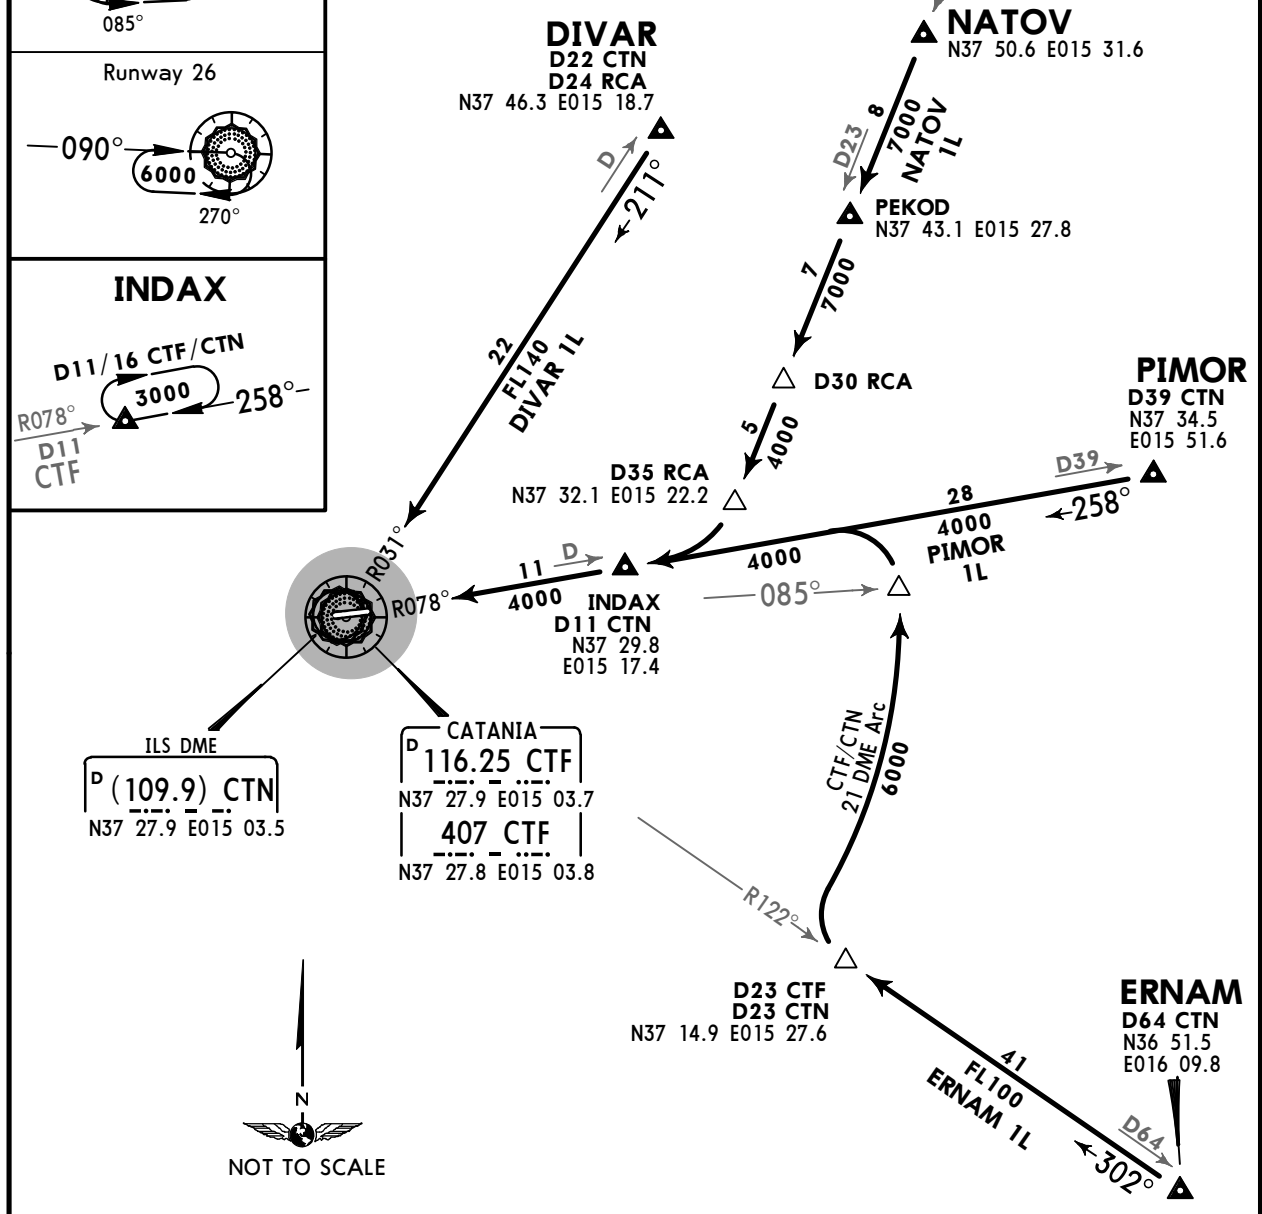 085°
Runway 26
090°
6000
270°
INDAX
D11/16 CTF/CTN
3000
258°
R078°
D11
CTF
DIVAR
D22 CTN
D24 RCA
N37 46.3 E015 18.7
D
211°
22
FL140
DIVAR 1L
R031°
NATOV
N37 50.6 E015 31.6
8
7000
NATOV
1L
D23
PEKOD
N37 43.1 E015 27.8
7
7000
D30 RCA
5
4000
D35 RCA
N37 32.1 E015 22.2
PIMOR
D39 CTN
N37 34.5
E015 51.6
D39
258°
28
4000
PIMOR
1L
4000
D
11
4000
R078°
INDAX
D11 CTN
N37 29.8
E015 17.4
085°
ILS DME
D (109.9) CTN
N37 27.9 E015 03.5
CATANIA
D 116.25 CTF
N37 27.9 E015 03.7
407 CTF
N37 27.8 E015 03.8
CTF/CTN
21 DME Arc
6000
R122°
D23 CTF
D23 CTN
N37 14.9 E015 27.6
ERNAM
D64 CTN
N36 51.5
E016 09.8
41
FL100
ERNAM 1L
D64
302°
N
NOT TO SCALE